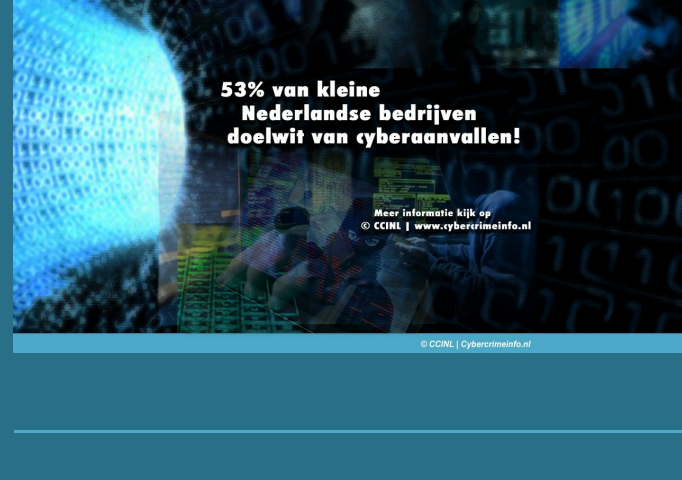 53% van kleine
Nederlandse bedrijven
doelwit van cyberaanvallen!
Meer informatie kijk op
© CCINL | www.cybercrimeinfo.nl
© CCINL | Cybercrimeinfo.nl